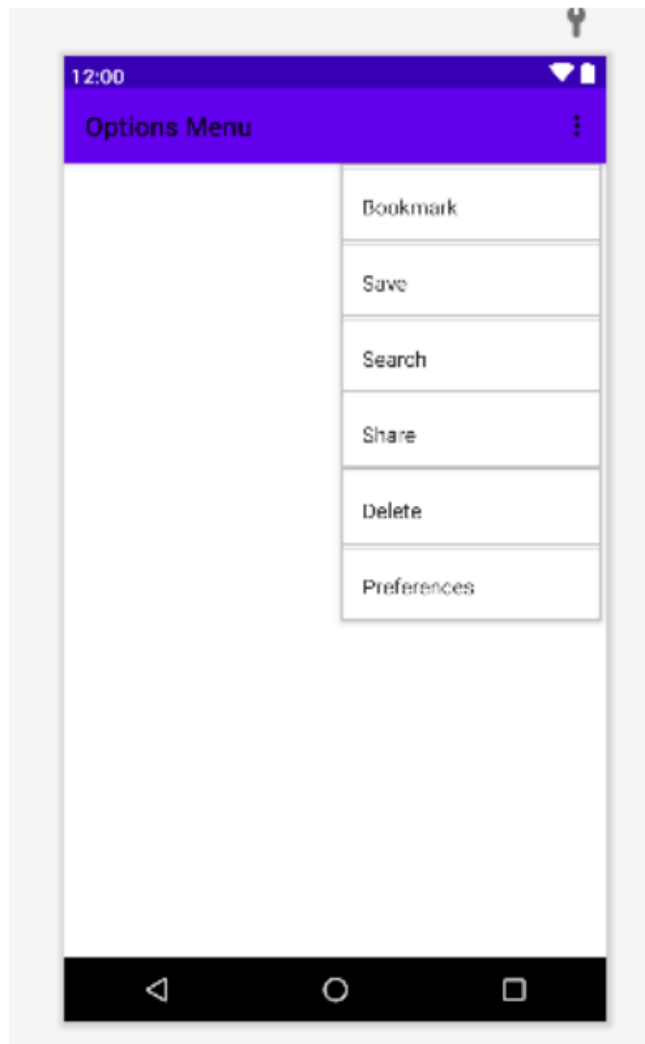 12:00
Options Menu
Bookmark
Save
Search
Share
Delete
Preferences